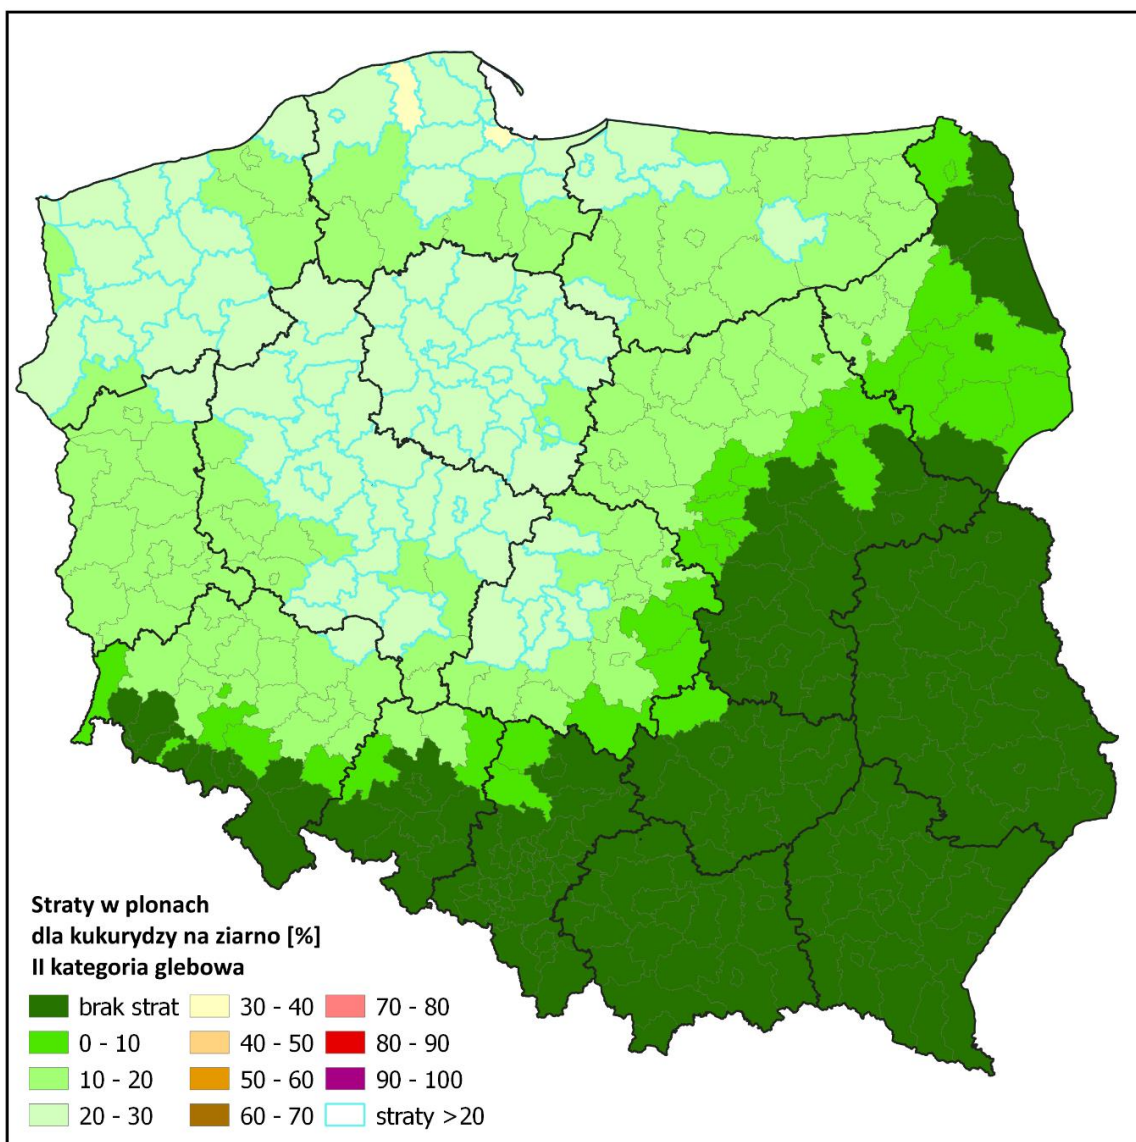 Straty w plonach
dla kukurydzy na ziarno [%]
II kategoria glebowa
brak strat
0 - 10
10 - 20
20 - 30
30 - 40
40 - 50
50 - 60
60 - 70
70 - 80
80 - 90
90 - 100
straty >20